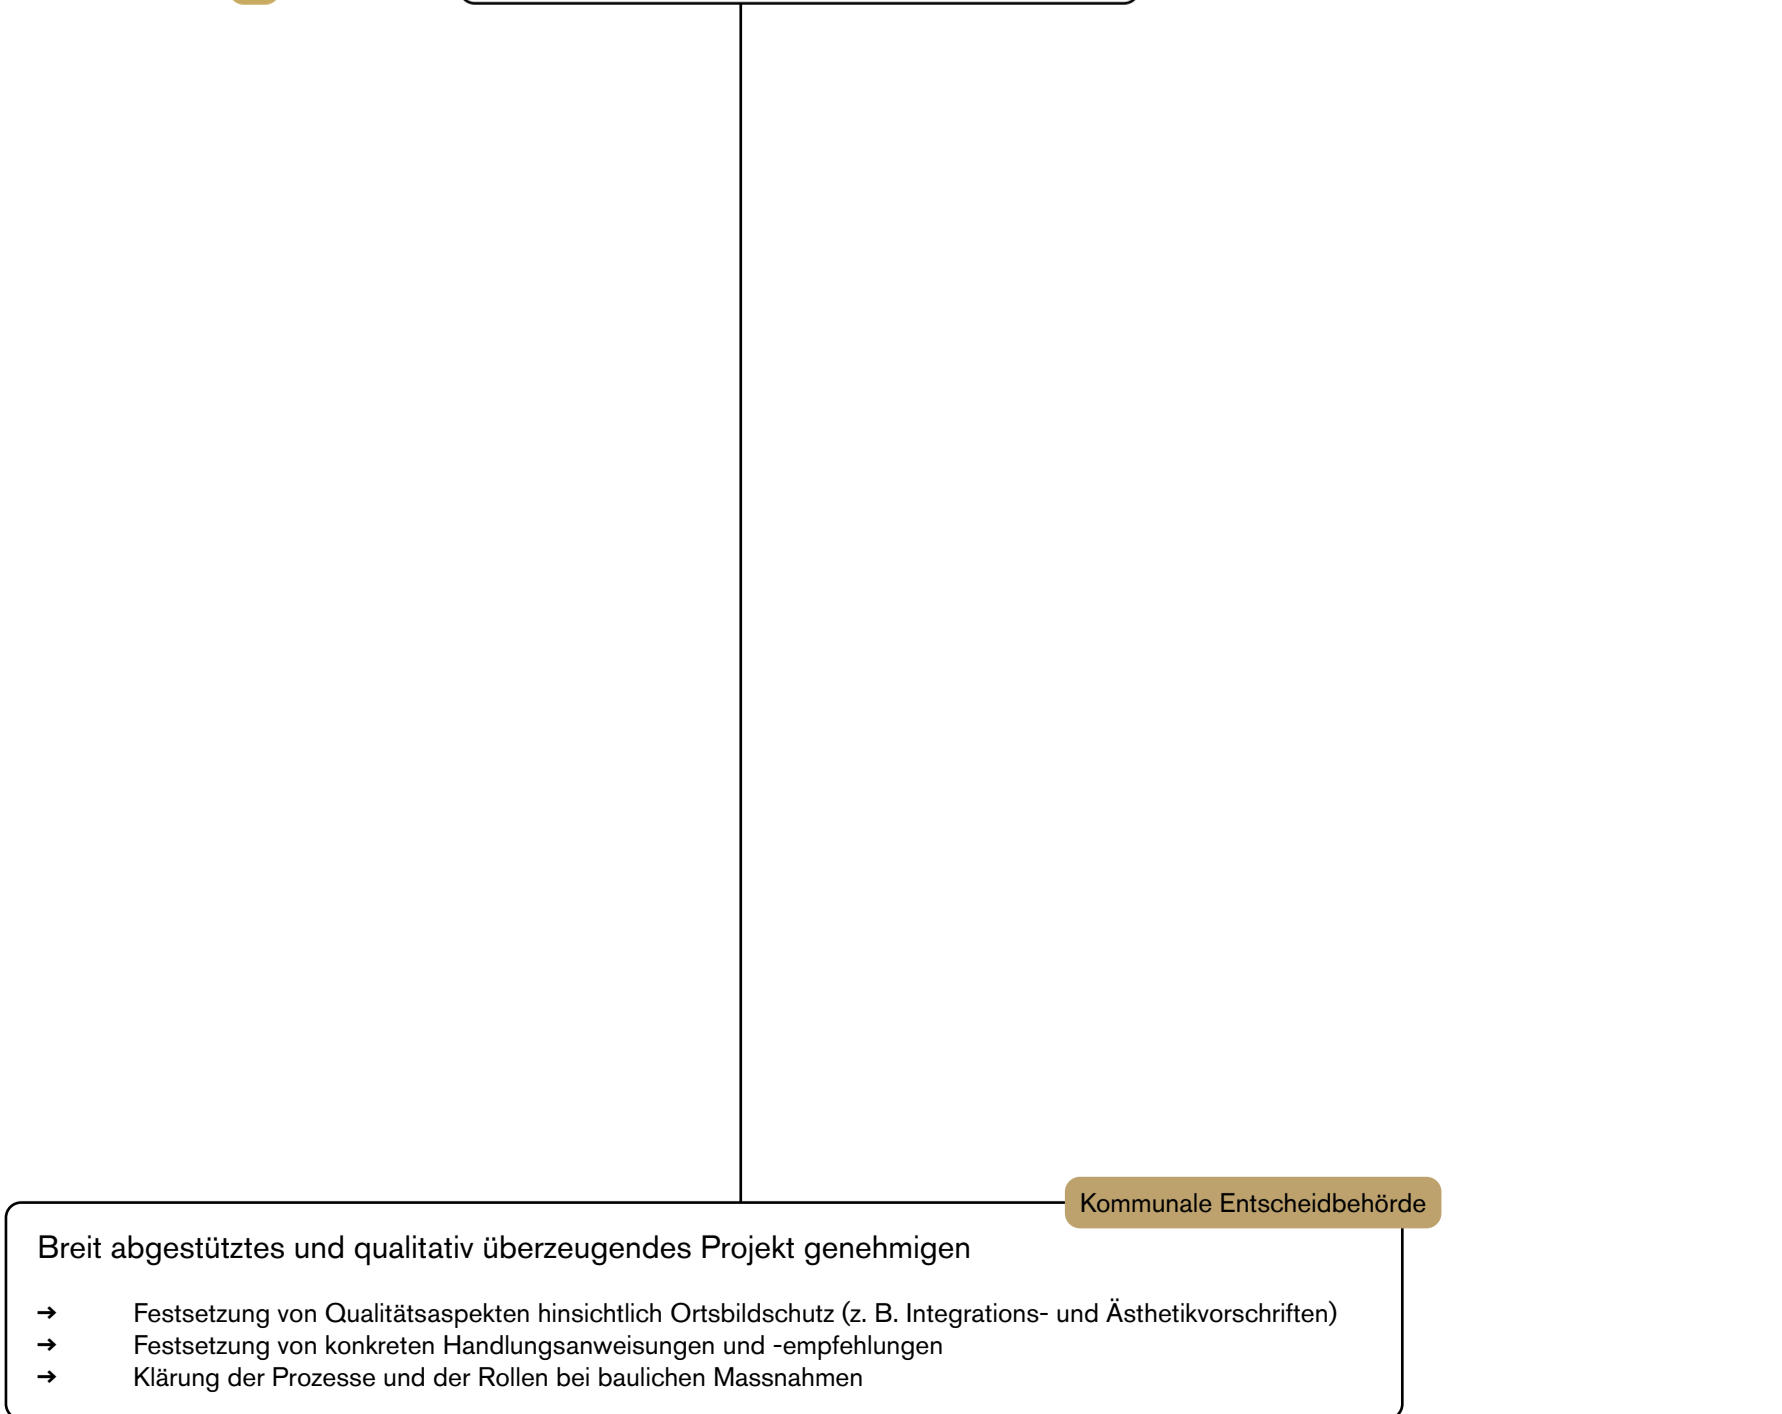 Kommunale Entscheidbehörde
Breit abgestütztes und qualitativ überzeugendes Projekt genehmigen
→ Festsetzung von Qualitätsaspekten hinsichtlich Ortsbildschutz (z. B. Integrations- und Ästhetikvorschriften)
→ Festsetzung von konkreten Handlungsanweisungen und -empfehlungen
→ Klärung der Prozesse und der Rollen bei baulichen Massnahmen